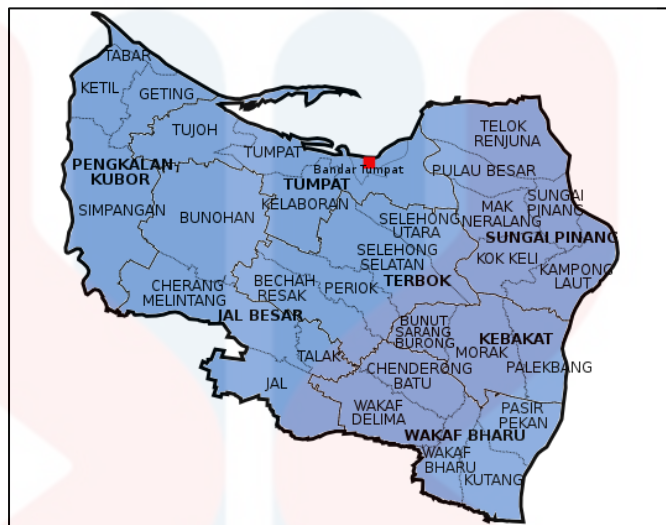 TABAR
KETIL
GETING
TUJOH
TUMPAT
PENGKALAN
KUBOR
SIMPANGAN
BUNOHAN
Bandar Tumpat
TUMPAT
KELABORAN
TELOK
RENJUNA
PULAU BESAR
MAK
NERALANG
SUNGAI
PINANG
SUNGAI PINANG
KOK KELI
KAMPONG
LAUT
SELEHONG
UTARA
SELEHONG
SELATAN
TERBOK
CHERANG
MELINTANG
BECHAH
RESAK
PERIOK
JAL BESAR
BUNUT
SARANG
BURONG
KEBAKAT
MORAK
PALEKBANG
TALAK
JAL
CHENDERONG
BATU
WAKAF
DELIMA
PASIR
PEKAN
WAKAF BHARU
WAKAF
BHARU
KUTANG